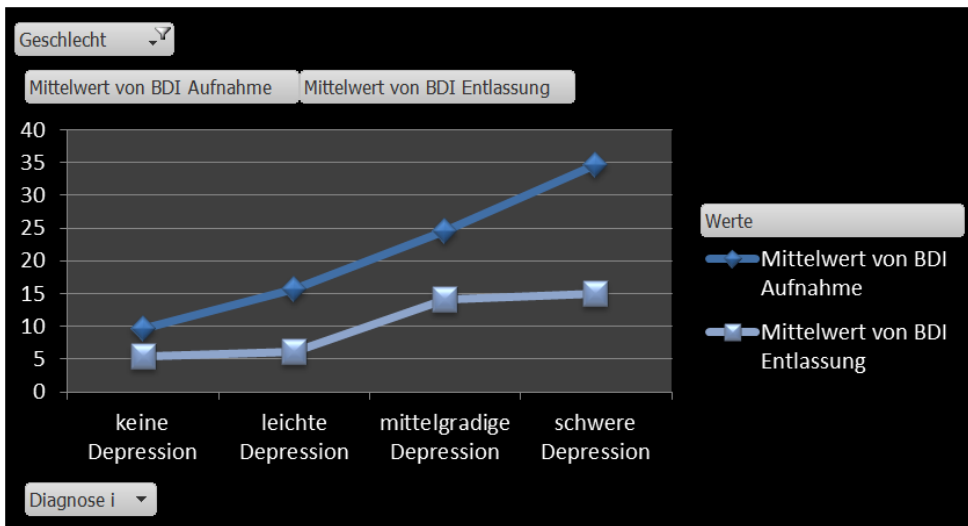 Geschlecht
Mittelwert von BDI Aufnahme
Mittelwert von BDI Entlassung
40
35
30
25
20
15
10
5
0
keine
Depression
leichte
Depression
mittelgradige
Depression
schwere
Depression
Werte
Mittelwert von BDI
Aufnahme
Mittelwert von BDI
Entlassung
Diagnose i